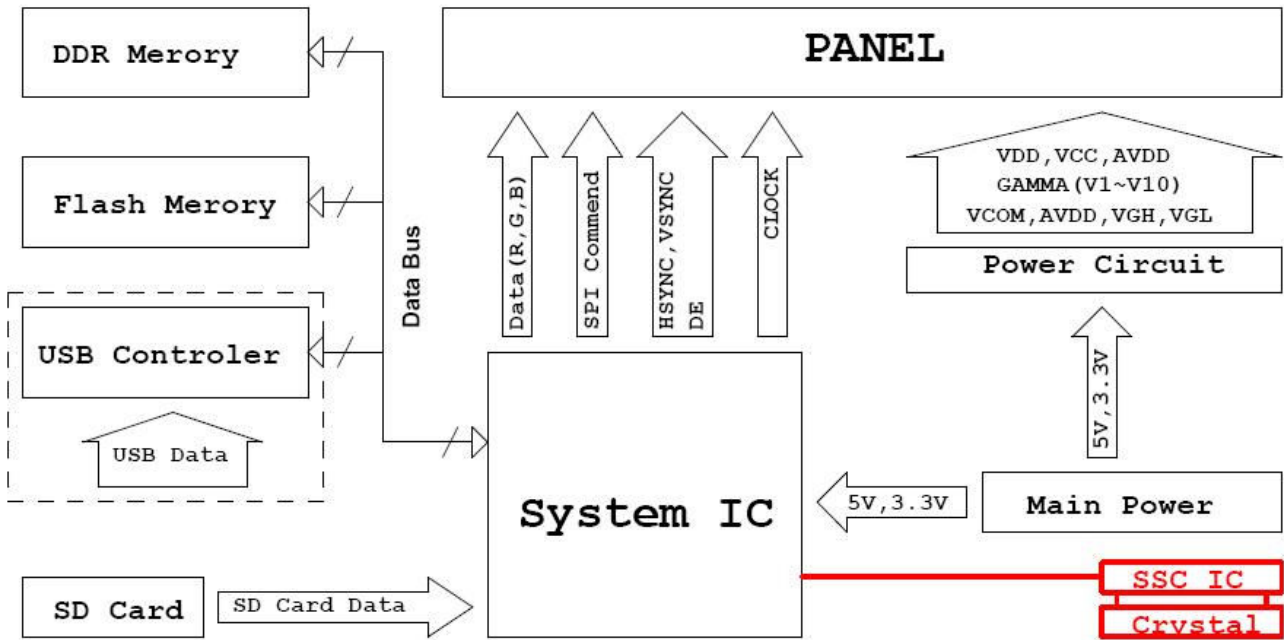 DDR Merory
PANEL
Flash Merory
Data Bus
Data(R,G,B)
SPI Commend
HSYNC,VSYNC
DE
CLOCK
VDD,VCC,AVDD
GAMMA(V1~V10)
VCOM,AVDD,VGH,VGL
Power Circuit
USB Controler
USB Data
5V,3.3V
System IC
5V,3.3V
Main Power
SD Card
SD Card Data
SSC IC
Crystal